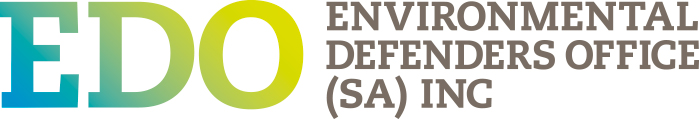 EDO
ENVIRONMENTAL
DEFENDERS OFFICE
(SA) INC